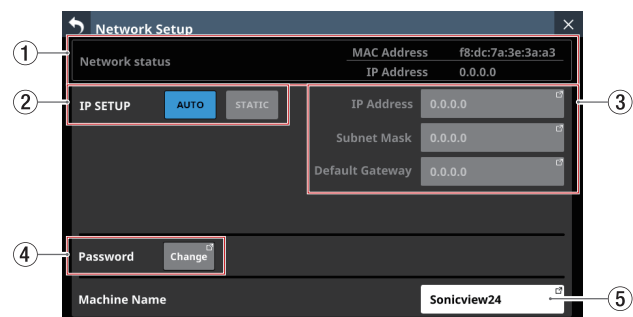 Network Setup
① Network status MAC Address f8:dc:7a:3e:3a:a3
IP Address 0.0.0.0
② IP SETUP AUTO STATIC IP Address 0.0.0.0 ③
Subnet Mask 0.0.0.0
Default Gateway 0.0.0.0
④ Password Change
Machine Name Sonicview24 ⑤